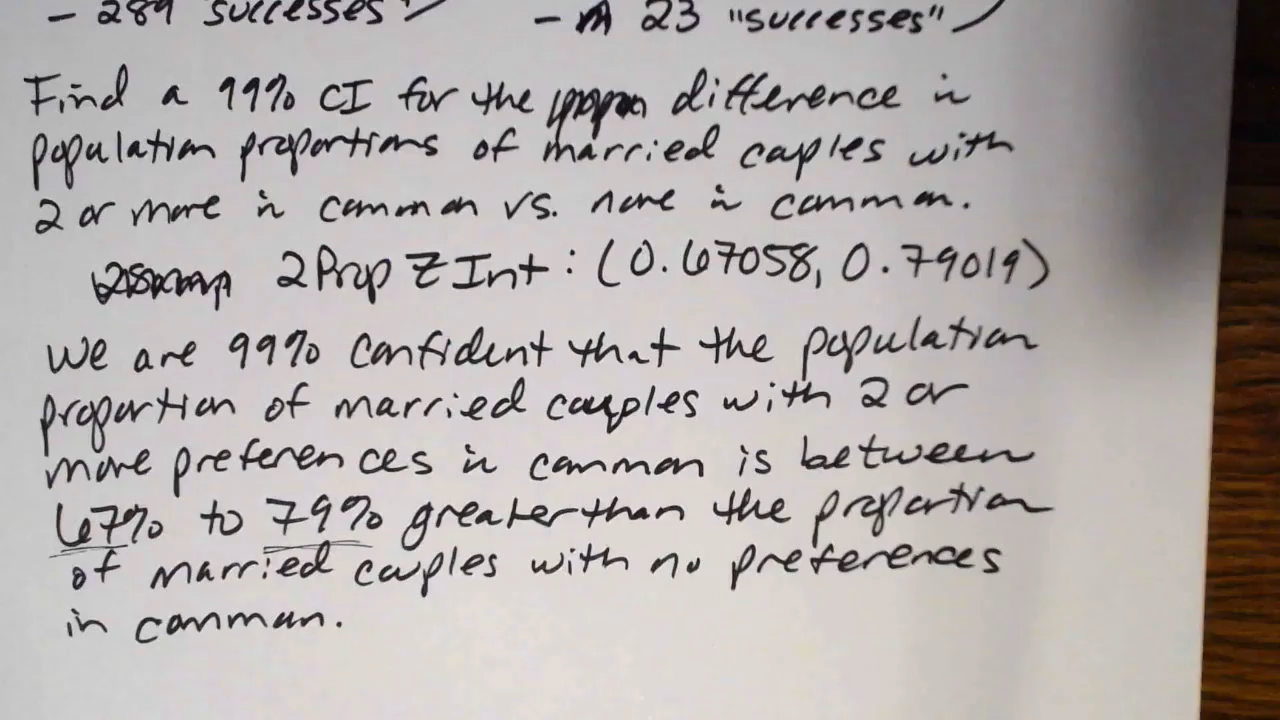 - 289 successes
- 23 "successes"
Find a 99% CI for the difference in
population proportions of married couples with
2 or more in common vs. none in common.
2 Prop Z Int : (0.67058, 0.79019)
We are 99% confident that the population
proportion of married couples with 2 or
more preferences in common is between
67% to 79% greater than the proportion
of married couples with no preferences
in common.